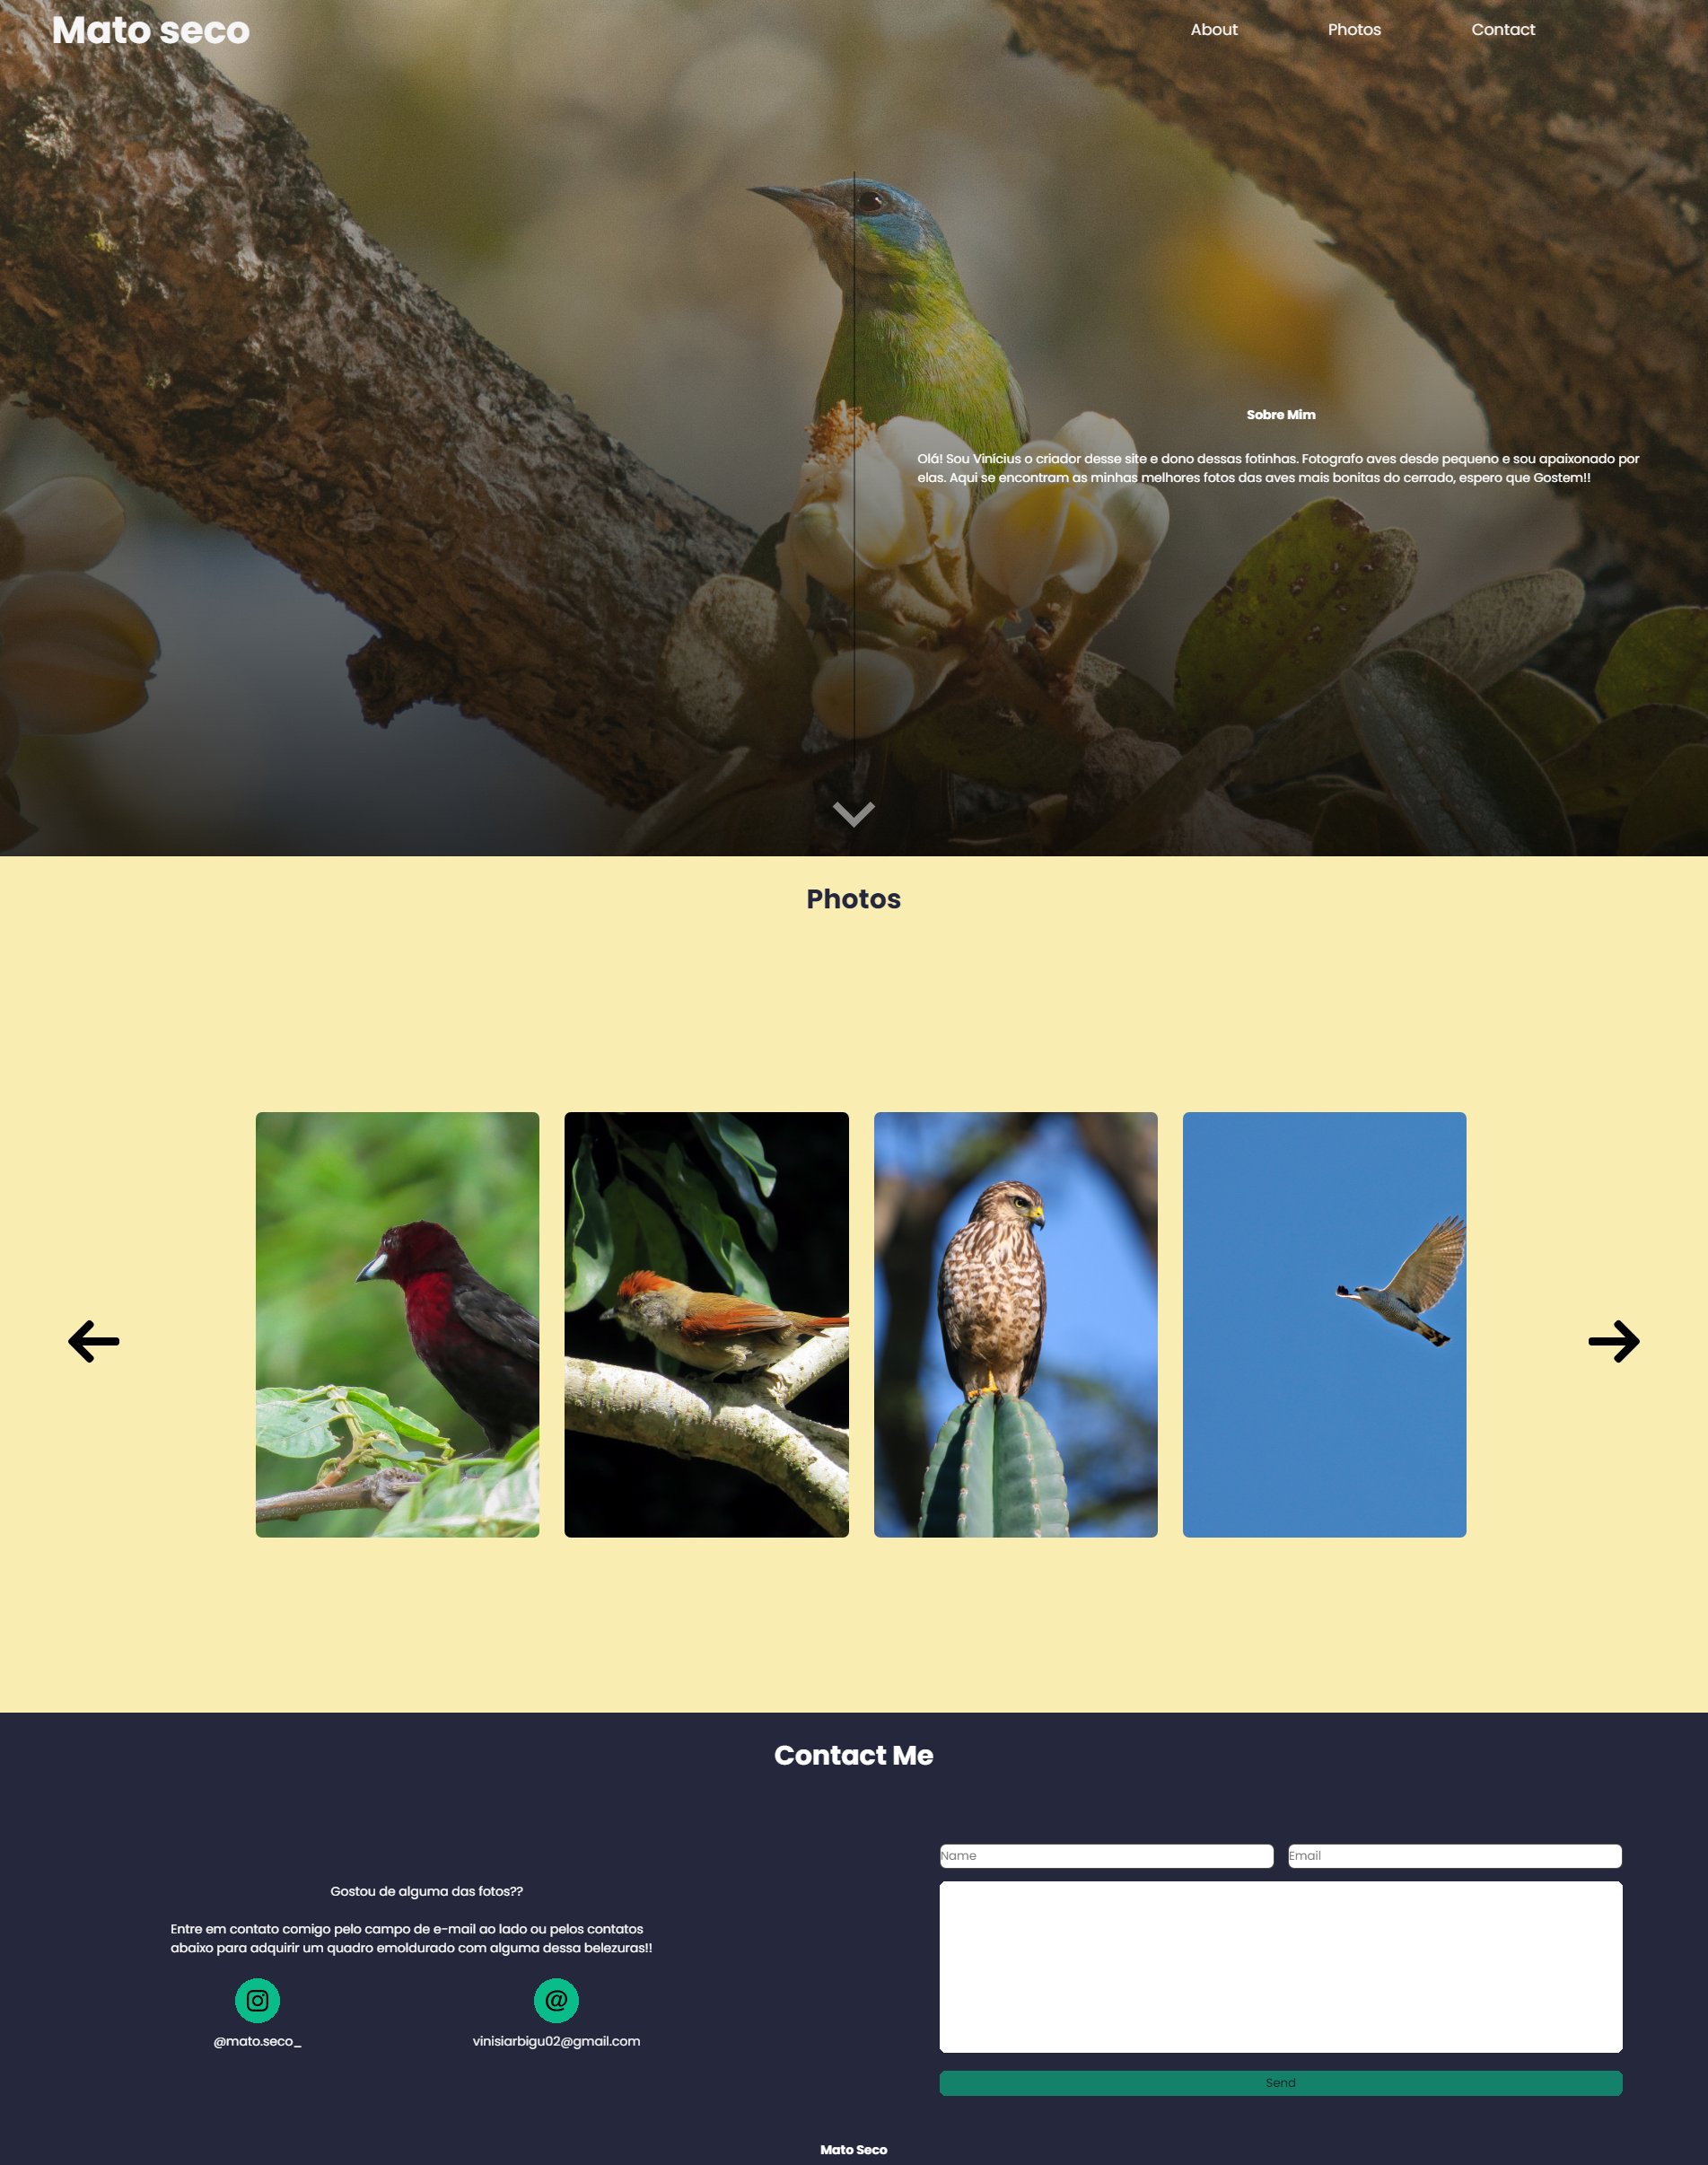 Mato seco
About
Photos
Contact
Sobre Mim
Olá! Sou Vinícius o criador desse site e dono dessas fotinhas. Fotografo aves desde pequeno e sou apaixonado por
elas. Aqui se encontram as minhas melhores fotos das aves mais bonitas do cerrado, espero que Gostem!!
Photos
Contact Me
Gostou de alguma das fotos??
Entre em contato comigo pelo campo de e-mail ao lado ou pelos contatos
abaixo para adquirir um quadro emoldurado com alguma dessa belezuras!!
@mato.seco_
vinisiarbigu02@gmail.com
Name
Email
Send
Mato Seco